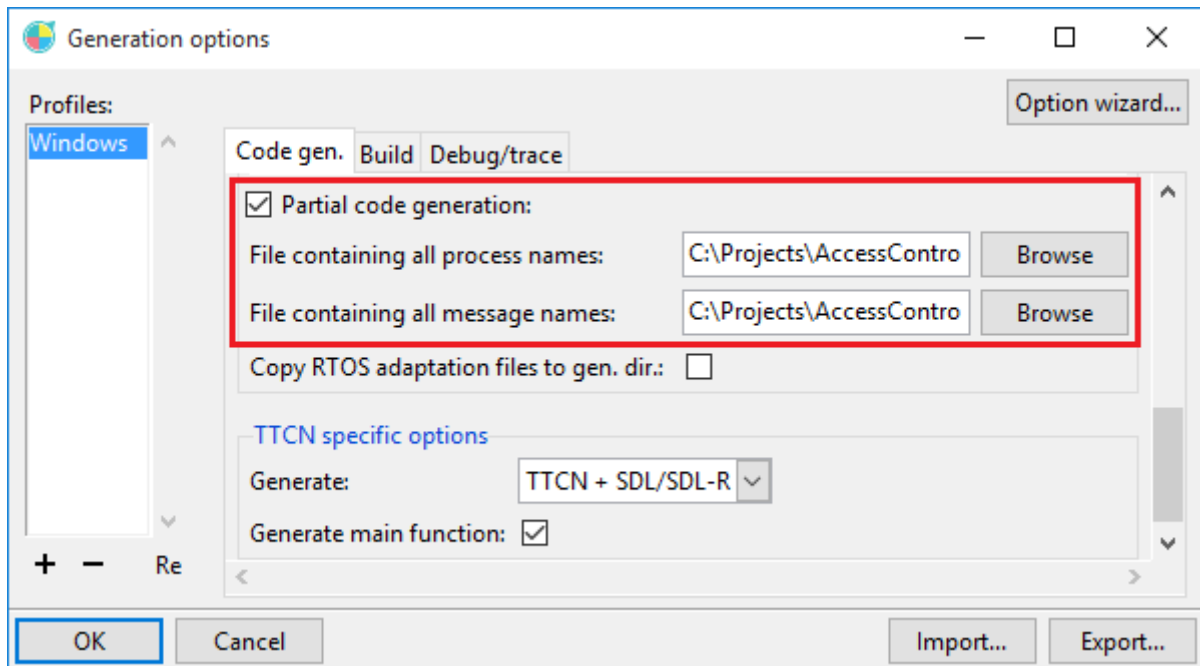 Generation options
Profiles:
Option wizard...
Windows
Code gen. Build Debug/trace
Partial code generation:
File containing all process names: C:\Projects\AccessContro Browse
File containing all message names: C:\Projects\AccessContro Browse
Copy RTOS adaptation files to gen. dir.:
TTCN specific options
Generate: TTCN + SDL/SDL-R
Generate main function:
+ − Re
OK Cancel Import... Export...